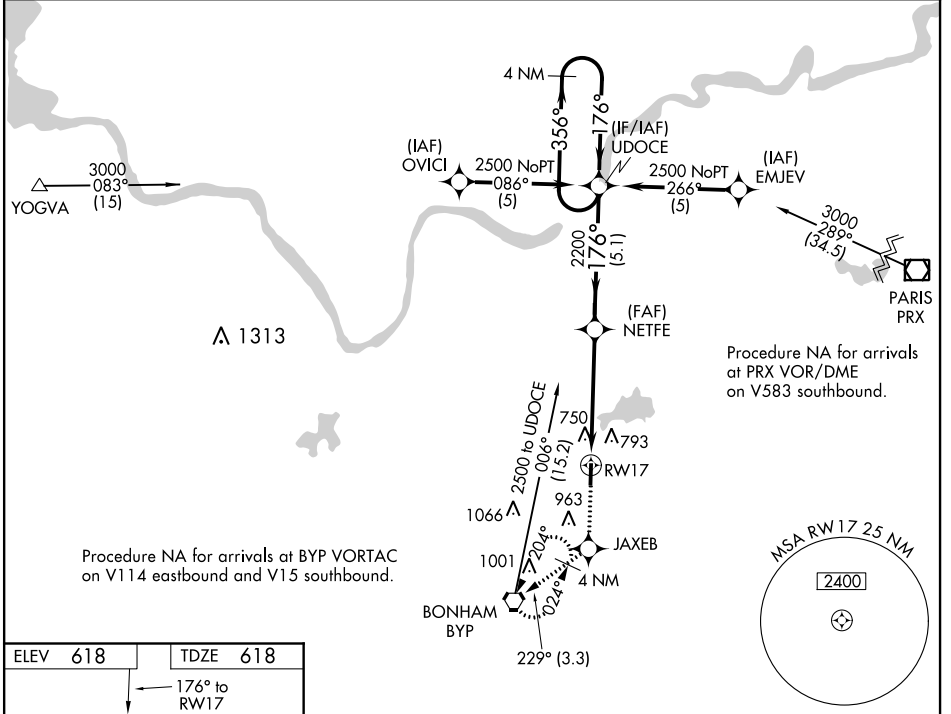 4 NM
356°
176°
(IF/IAF)
UDOCE
(IAF)
OVICI
2500 NoPT
086°
(5)
2500 NoPT
266°
(5)
(IAF)
EMJEV
3000
083°
(15)
YOGVA
3000
289°
(34.5)
PARIS
PRX
2200
176°
(5.1)
(FAF)
NETFE
1313
Procedure NA for arrivals
at PRX VOR/DME
on V583 southbound.
2500 to UDOCE
006°
(15.2)
750
793
RW17
1066
963
JAXEB
1001
204°
4 NM
024°
BONHAM
BYP
229° (3.3)
Procedure NA for arrivals at BYP VORTAC
on V114 eastbound and V15 southbound.
MSA RW17 25 NM
2400
ELEV 618
TDZE 618
176° to
RW17